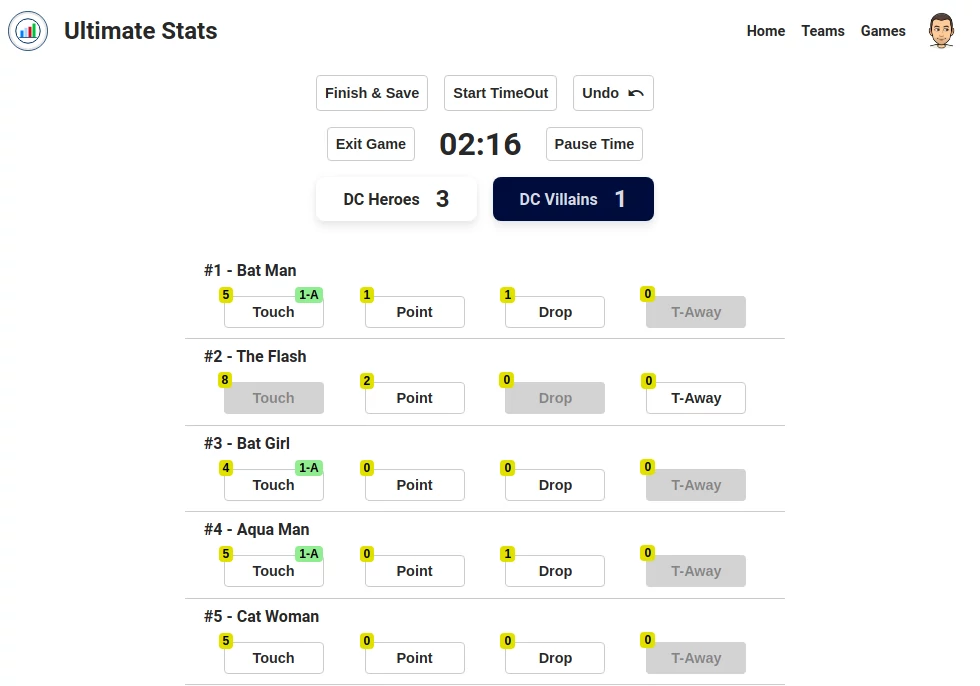 Ultimate Stats Home Teams Games
Finish & Save Start TimeOut Undo
Exit Game 02:16 Pause Time
DC Heroes 3 DC Villains 1
#1 - Bat Man
5 1-A 1 1 0
Touch Point Drop T-Away
#2 - The Flash
8 2 0 0
Touch Point Drop T-Away
#3 - Bat Girl
4 1-A 0 0 0
Touch Point Drop T-Away
#4 - Aqua Man
5 1-A 0 1 0
Touch Point Drop T-Away
#5 - Cat Woman
5 0 0 0
Touch Point Drop T-Away